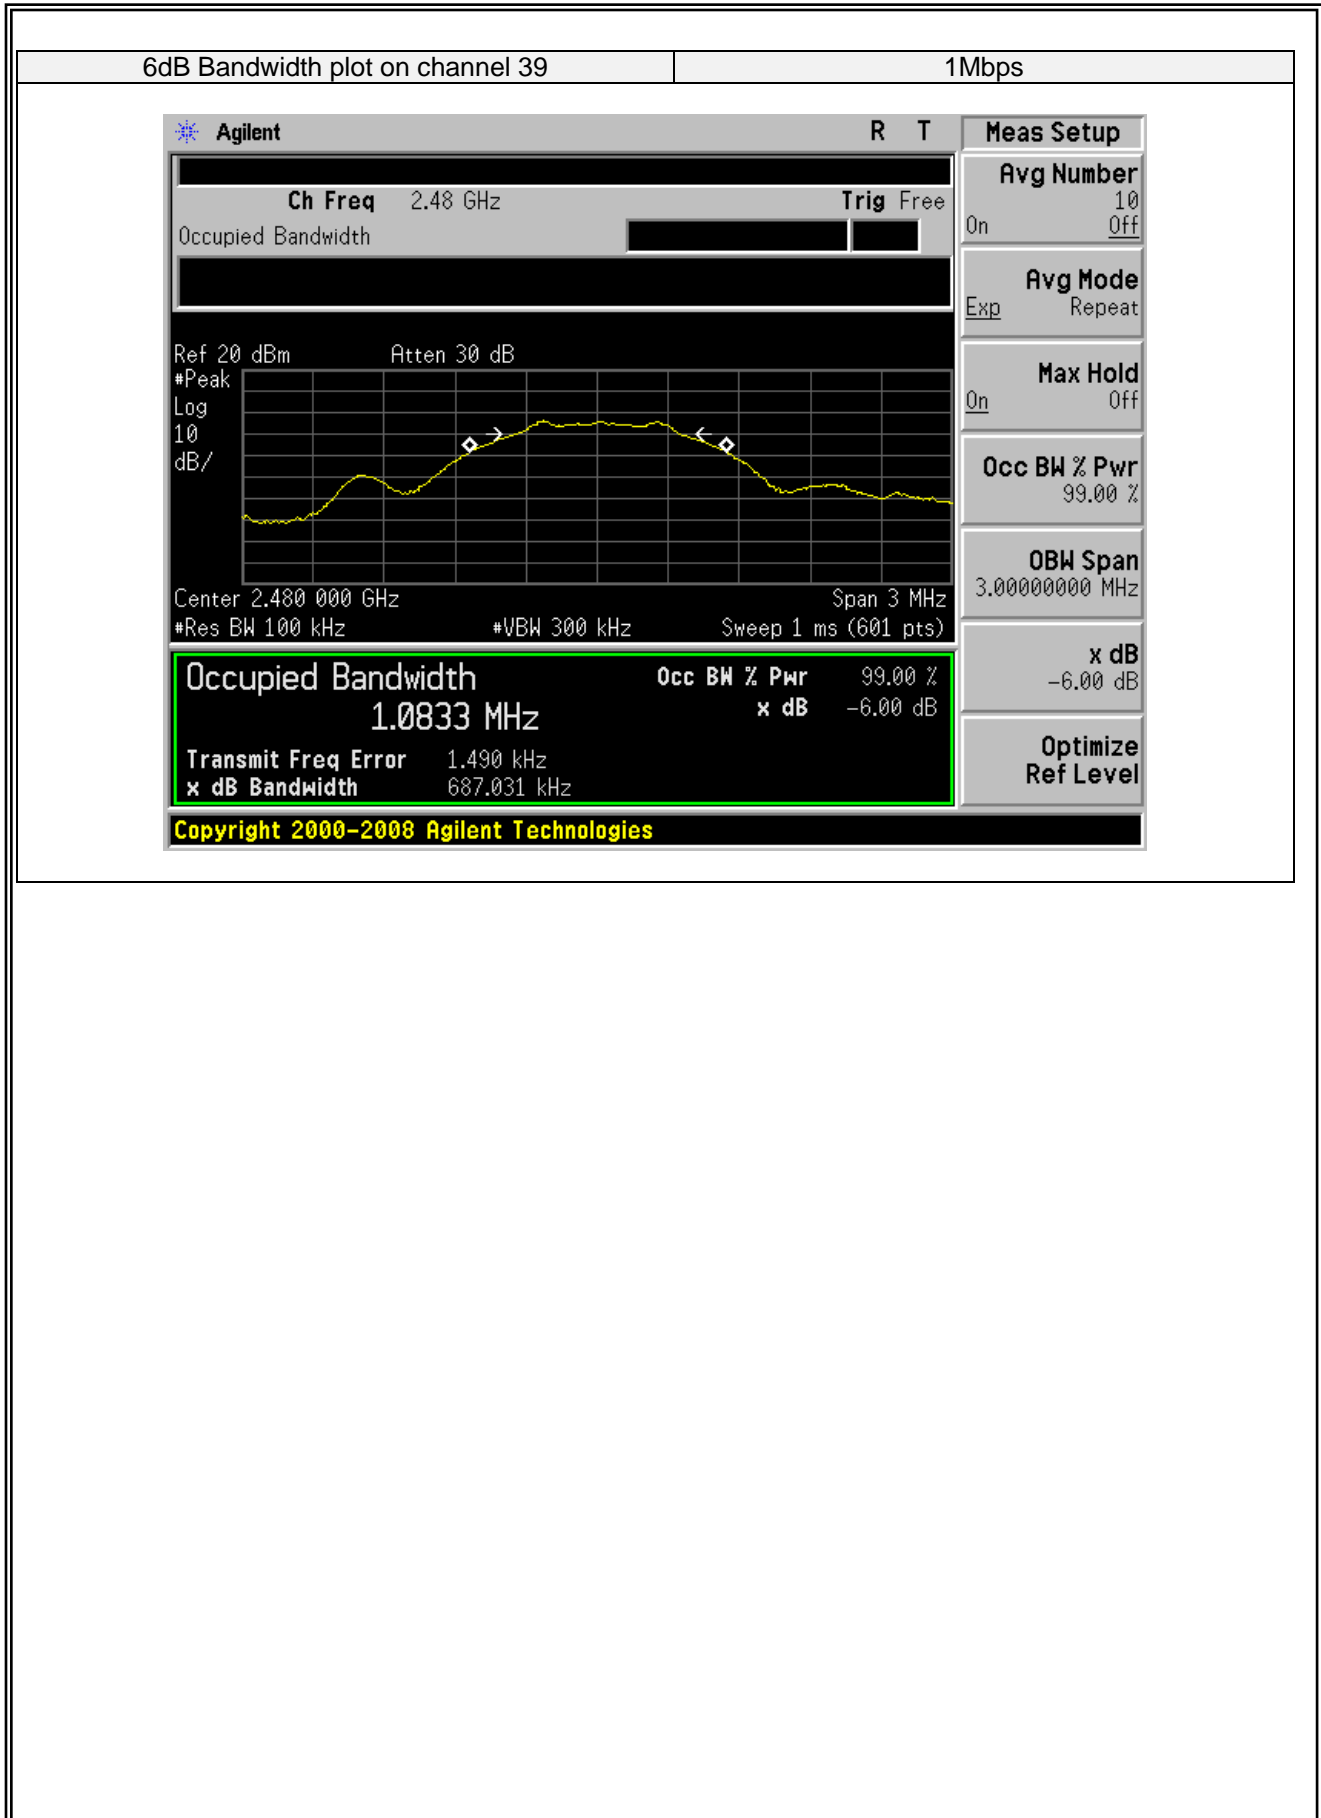 6dB Bandwidth plot on channel 39 1Mbps
Agilent R T
Ch Freq 2.48 GHz Trig Free
Occupied Bandwidth
Ref 20 dBm Atten 30 dB
#Peak
Log
10
dB/
Center 2.480 000 GHz Span 3 MHz
#Res BW 100 kHz #VBW 300 kHz Sweep 1 ms (601 pts)
Occupied Bandwidth Occ BW % Pwr 99.00 %
1.0833 MHz x dB -6.00 dB
Transmit Freq Error 1.490 kHz
x dB Bandwidth 687.031 kHz
Copyright 2000-2008 Agilent Technologies
Meas Setup
Avg Number
10
On Off
Avg Mode
Exp Repeat
Max Hold
On Off
Occ BW % Pwr
99.00 %
OBW Span
3.00000000 MHz
x dB
-6.00 dB
Optimize
Ref Level